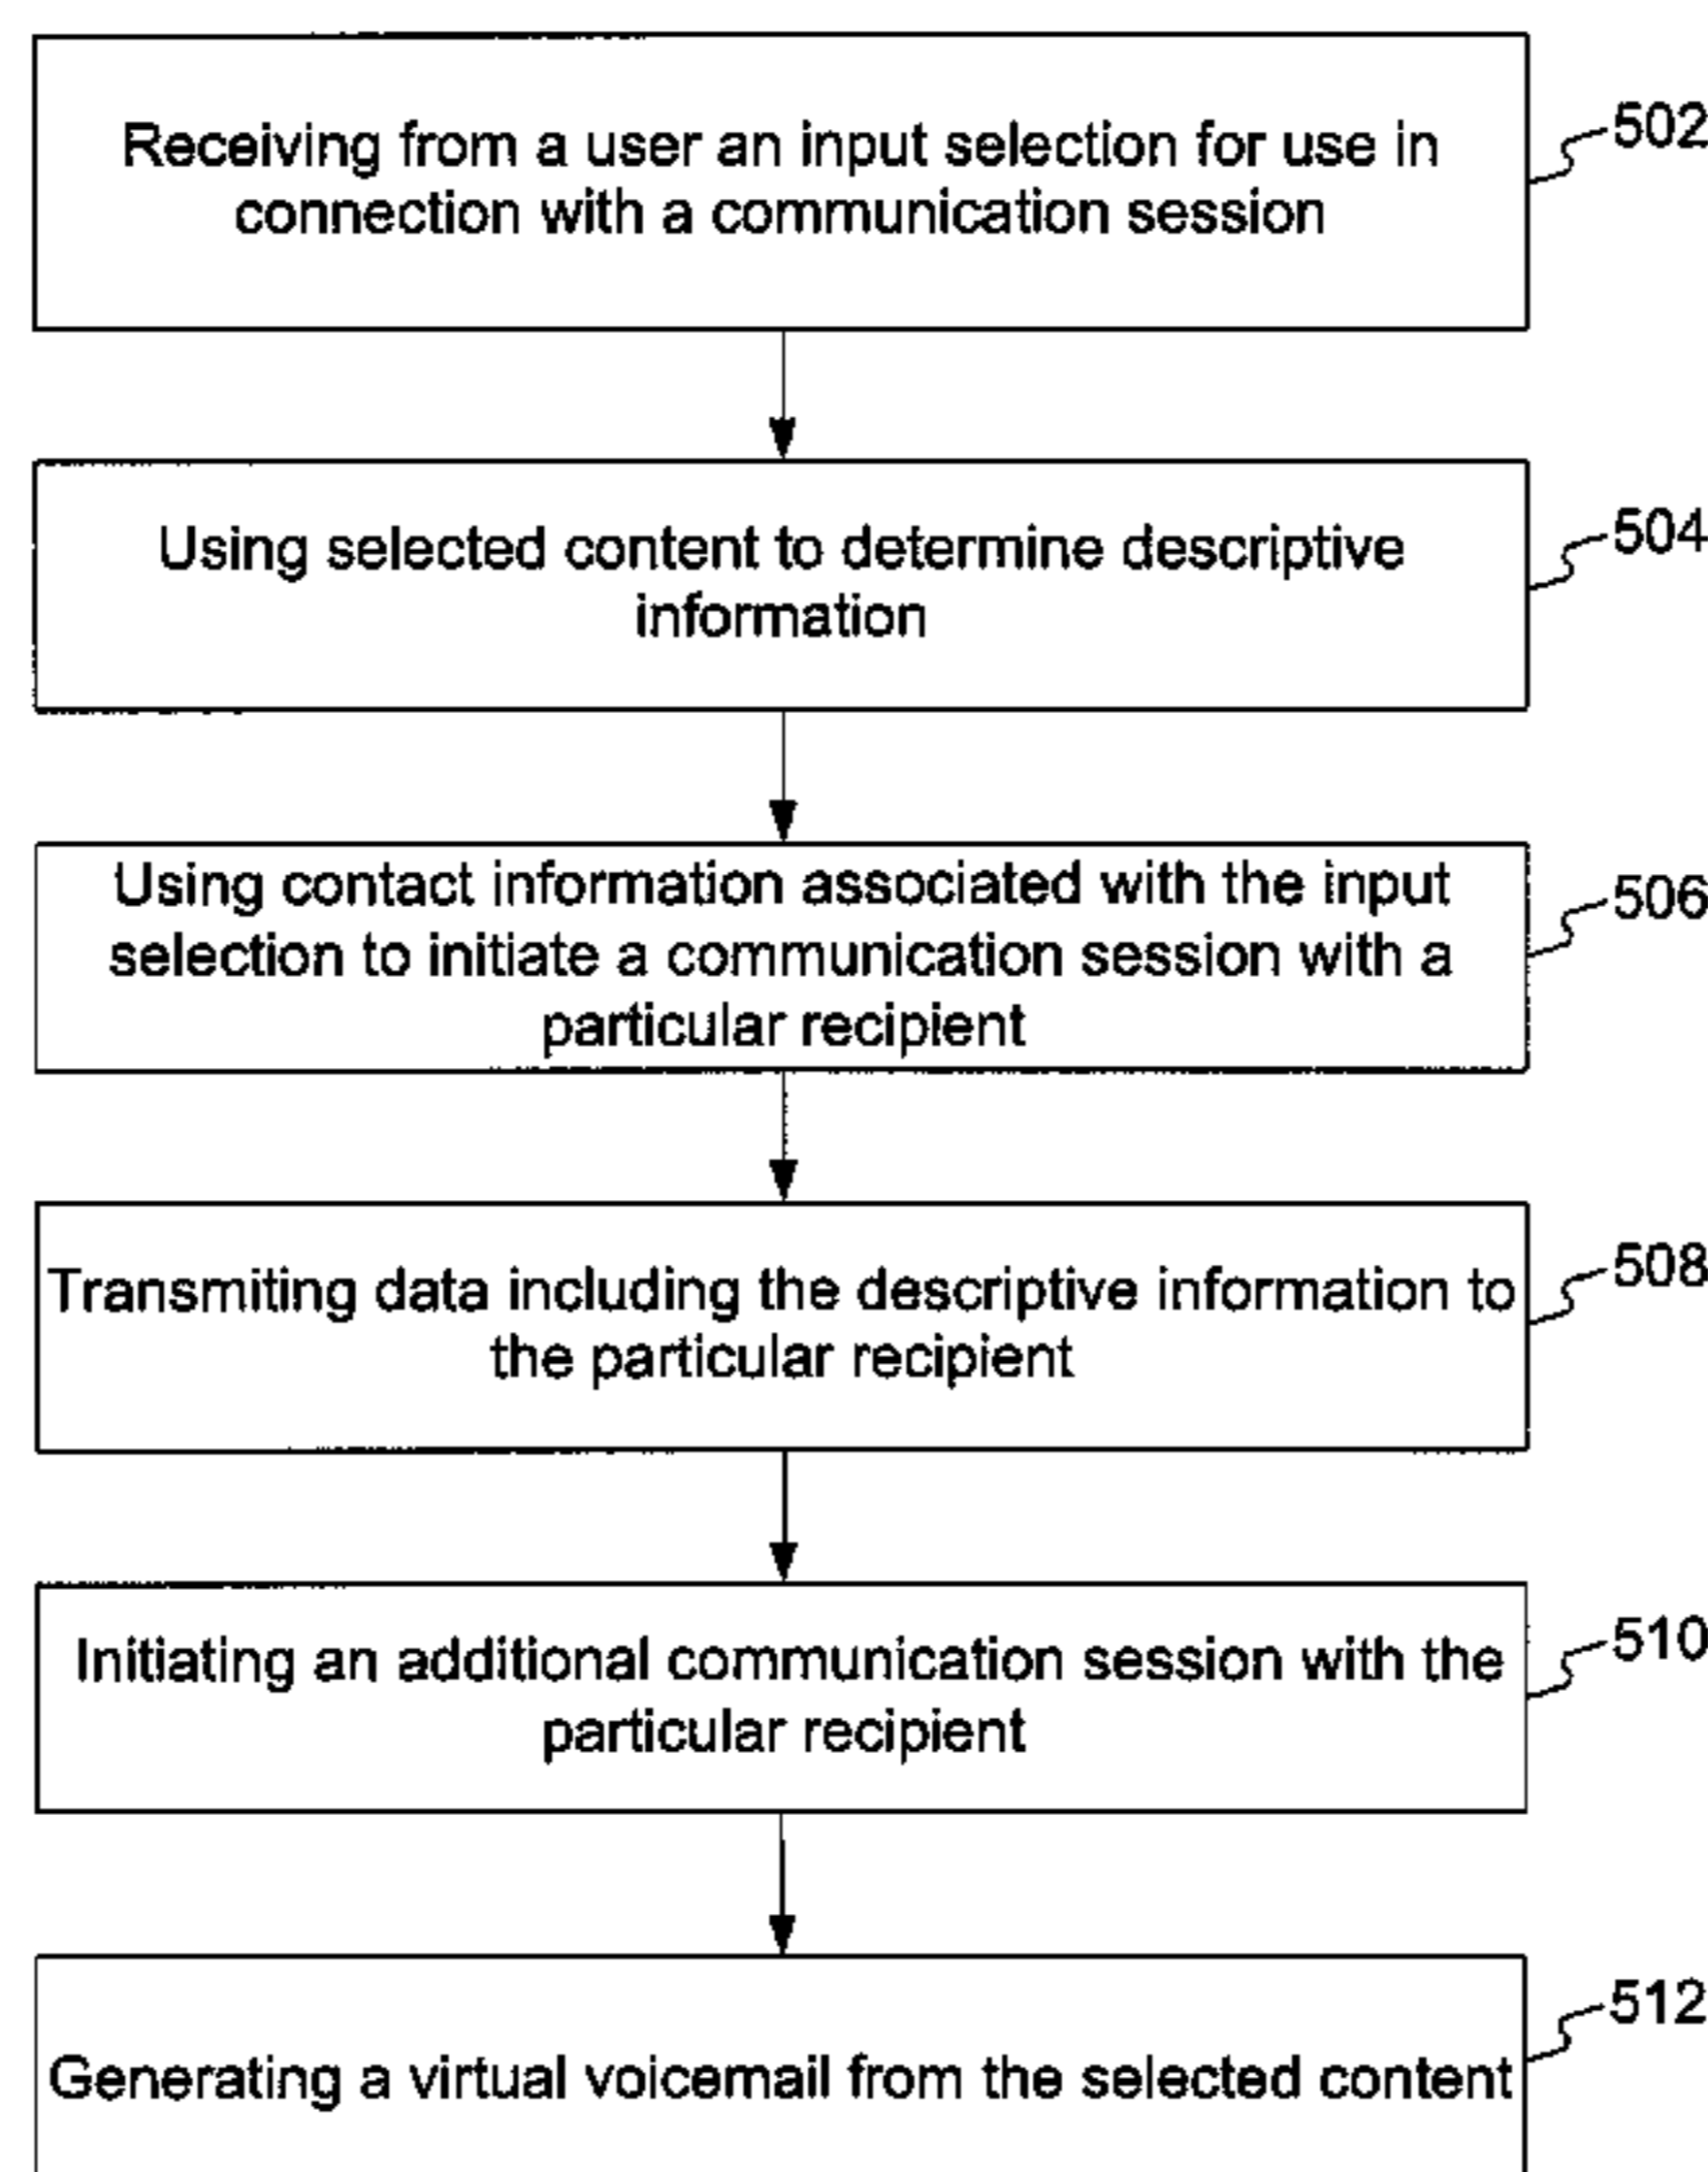 Receiving from a user an input selection for use in
connection with a communication session
502
Using selected content to determine descriptive
information
504
Using contact information associated with the input
selection to initiate a communication session with a
particular recipient
506
Transmiting data including the descriptive information to
the particular recipient
508
Initiating an additional communication session with the
particular recipient
510
Generating a virtual voicemail from the selected content
512